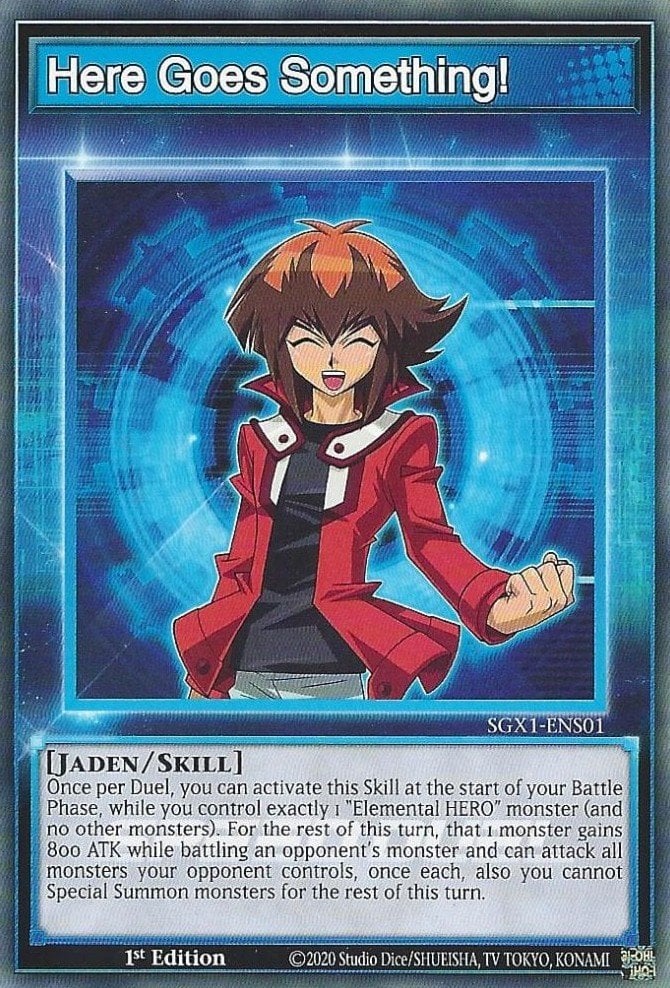 Here Goes Something!
SGX1-ENS01
[JADEN/SKILL]
Once per Duel, you can activate this Skill at the start of your Battle
Phase, while you control exactly 1 "Elemental HERO" monster (and
no other monsters). For the rest of this turn, that 1 monster gains
800 ATK while battling an opponent's monster and can attack all
monsters your opponent controls, once each, also you cannot
Special Summon monsters for the rest of this turn.
1st Edition
©2020 Studio Dice/SHUEISHA, TV TOKYO, KONAMI